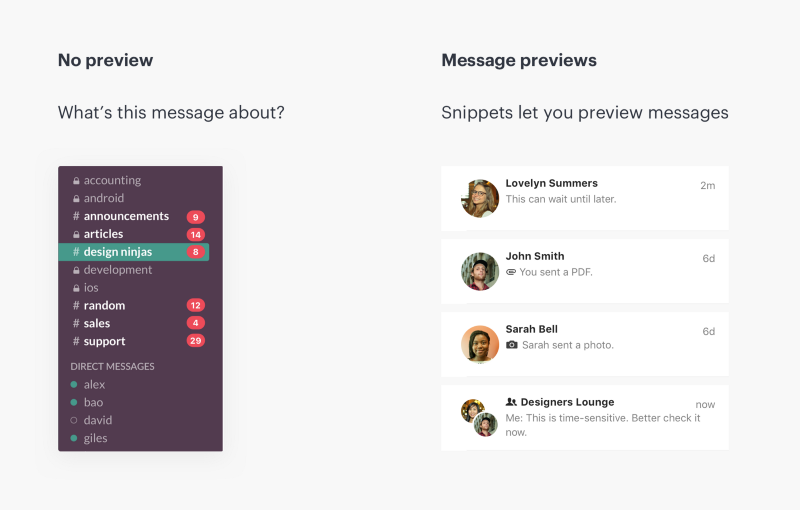 No preview
What's this message about?
accounting
android
# announcements 9
articles 14
# design ninjas 8
development
ios
# random 12
# sales 4
# support 29
DIRECT MESSAGES
alex
bao
david
giles
Message previews
Snippets let you preview messages
Lovelyn Summers 2m
This can wait until later.
John Smith 6d
You sent a PDF.
Sarah Bell 6d
Sarah sent a photo.
Designers Lounge now
Me: This is time-sensitive. Better check it
now.